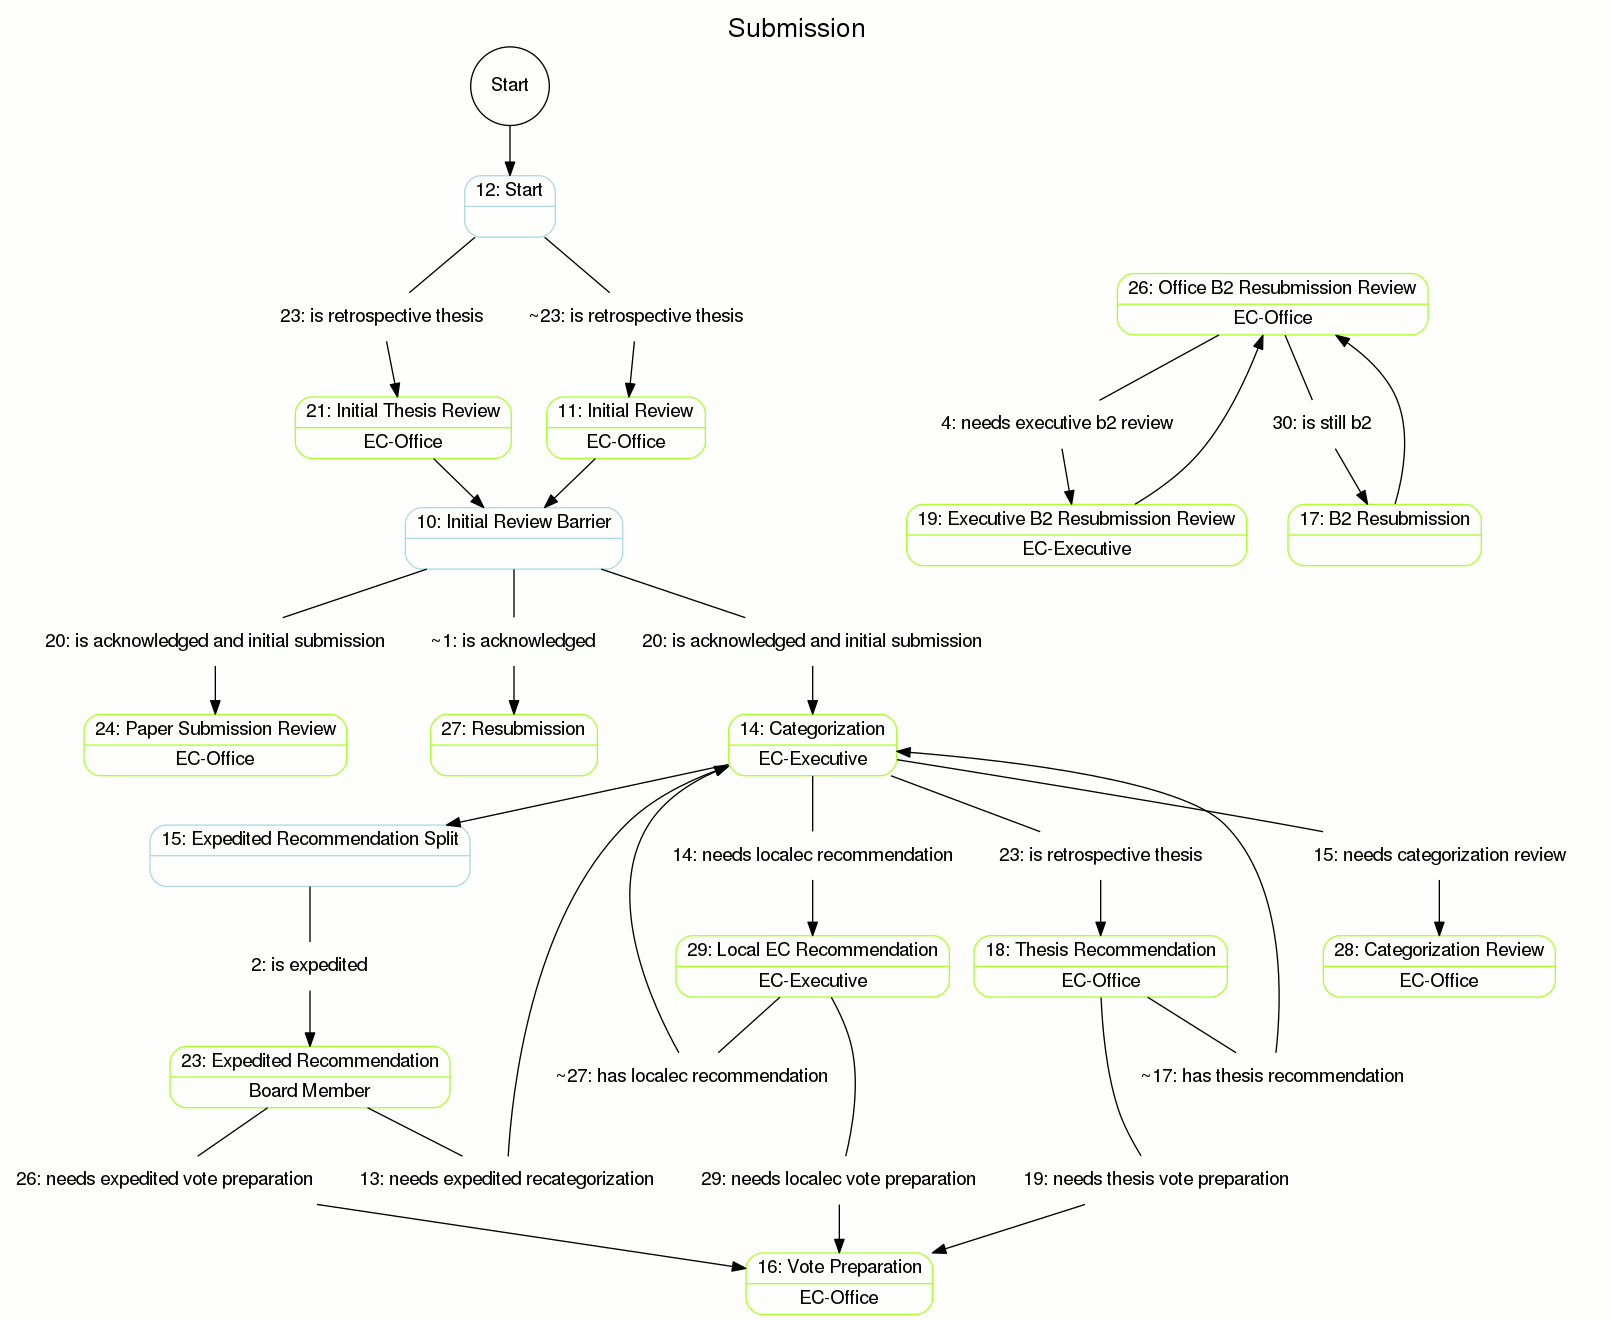 Submission
Start
12: Start
23: is retrospective thesis
~23: is retrospective thesis
26: Office B2 Resubmission Review
EC-Office
21: Initial Thesis Review
EC-Office
11: Initial Review
EC-Office
4: needs executive b2 review
30: is still b2
10: Initial Review Barrier
19: Executive B2 Resubmission Review
EC-Executive
17: B2 Resubmission
20: is acknowledged and initial submission
~1: is acknowledged
20: is acknowledged and initial submission
24: Paper Submission Review
EC-Office
27: Resubmission
14: Categorization
EC-Executive
15: Expedited Recommendation Split
14: needs localec recommendation
23: is retrospective thesis
15: needs categorization review
2: is expedited
29: Local EC Recommendation
EC-Executive
18: Thesis Recommendation
EC-Office
28: Categorization Review
EC-Office
23: Expedited Recommendation
Board Member
~27: has localec recommendation
~17: has thesis recommendation
26: needs expedited vote preparation
13: needs expedited recategorization
29: needs localec vote preparation
19: needs thesis vote preparation
16: Vote Preparation
EC-Office